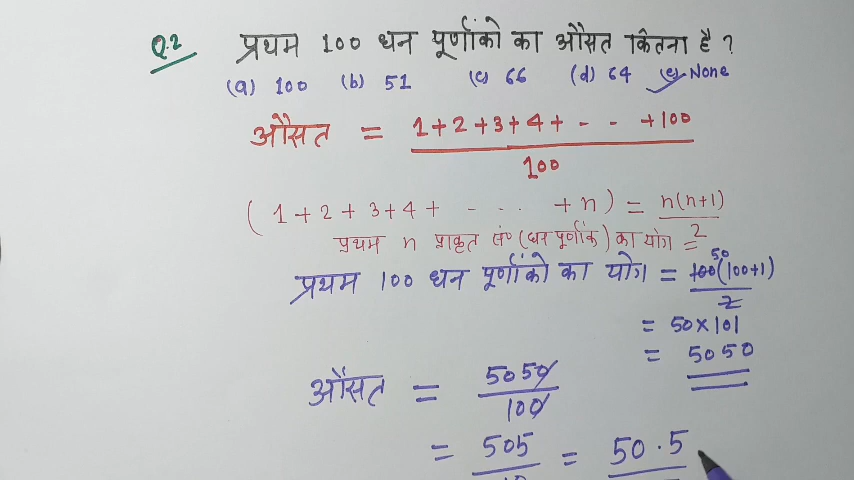 Q.2 प्रथम 100 धन पूर्णांको का औसत कितना है ?
(a) 100 (b) 51 (c) 66 (d) 64 (e) None
औसत = 1+2+3+4+ - - +100
100
( 1+2+3+4+ - - . . +n) = n(n+1)
2
प्रथम n प्राकृत सं० (धन पूर्णांक) का योग =
50
प्रथम 100 धन पूर्णांको का योग = 100(100+1)
2
= 50×101
= 5050
औसत = 5050
100
= 505 = 50.5
10